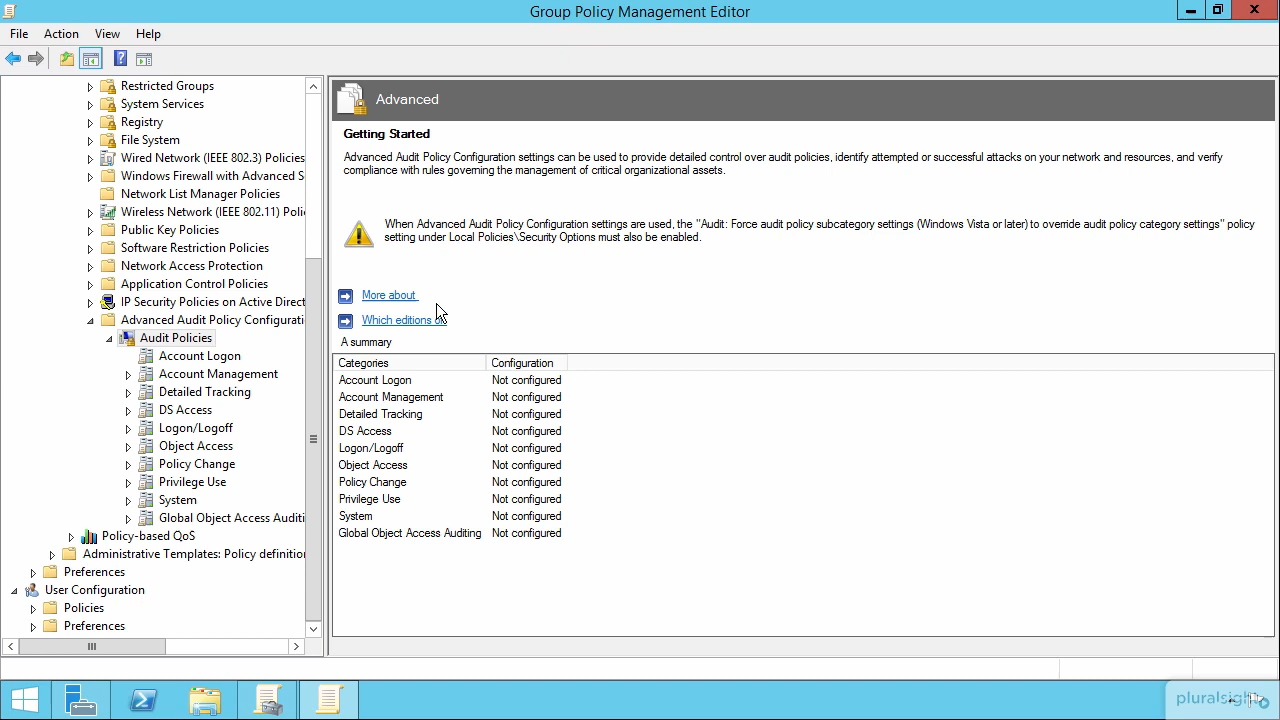 Group Policy Management Editor
File Action View Help
Restricted Groups
System Services
Registry
File System
Wired Network (IEEE 802.3) Policies
Windows Firewall with Advanced S
Network List Manager Policies
Wireless Network (IEEE 802.11) Poli
Public Key Policies
Software Restriction Policies
Network Access Protection
Application Control Policies
IP Security Policies on Active Direct
Advanced Audit Policy Configurati
Audit Policies
Account Logon
Account Management
Detailed Tracking
DS Access
Logon/Logoff
Object Access
Policy Change
Privilege Use
System
Global Object Access Auditi
Policy-based QoS
Administrative Templates: Policy definitior
Preferences
User Configuration
Policies
Preferences
Advanced
Getting Started
Advanced Audit Policy Configuration settings can be used to provide detailed control over audit policies, identify attempted or successful attacks on your network and resources, and verify
compliance with rules governing the management of critical organizational assets.
When Advanced Audit Policy Configuration settings are used, the "Audit: Force audit policy subcategory settings (Windows Vista or later) to override audit policy category settings" policy
setting under Local Policies\Security Options must also be enabled.
More about
Which editions
A summary
Categories Configuration
Account Logon Not configured
Account Management Not configured
Detailed Tracking Not configured
DS Access Not configured
Logon/Logoff Not configured
Object Access Not configured
Policy Change Not configured
Privilege Use Not configured
System Not configured
Global Object Access Auditing Not configured
pluralsight